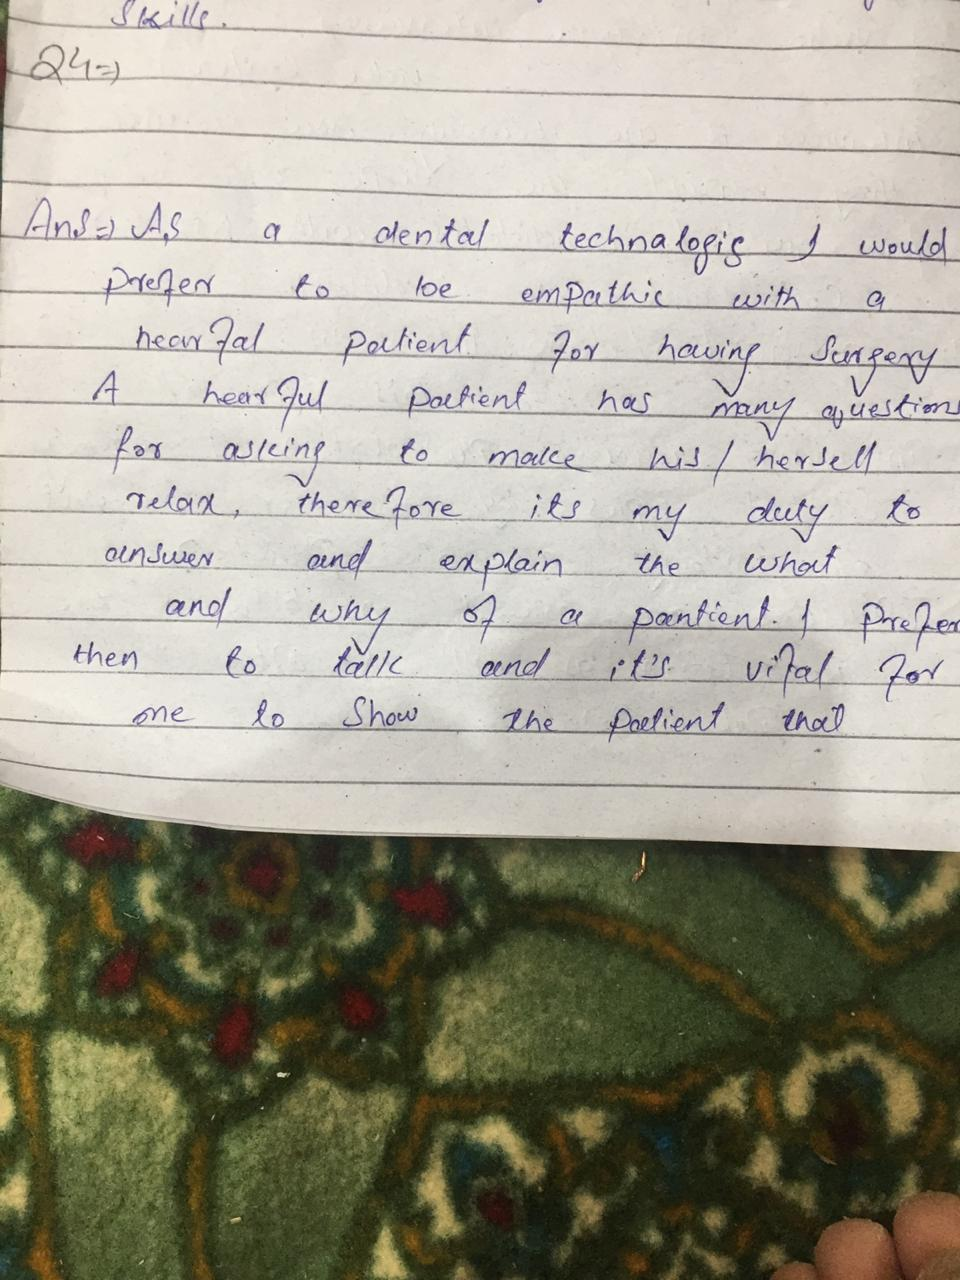 Skills.
Q4=>
Ans=> As a dental technalogis I would
prefer to be empathic with a
hearfal patient for having surgery
A hearful patient has many question
for asking to make his/herself
relax, therefore its my duty to
answer and explain the what
and why of a pantient. I prefer
then to talk and it's vital for
one to show the patient that